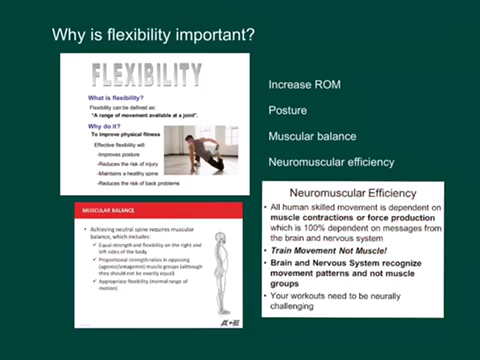 Why is flexibility important?
FLEXIBILITY
What is flexibility?
Flexibility can be defined as:
"A range of movement available at a joint".
Why do it?
To improve physical fitness
Effective flexibility will:
-Improves posture
-Reduces the risk of injury
-Maintains a healthy spine
-Reduces the risk of back problems
Increase ROM
Posture
Muscular balance
Neuromuscular efficiency
MUSCULAR BALANCE
• Achieving neutral spine requires muscular
balance, which includes:
Equal strength and flexibility on the right and
left sides of the body
Proportional strength ratios in opposing
(agonist/antagonist) muscle groups (although
they should not be exactly equal)
Appropriate flexibility (normal range of
motion)
Neuromuscular Efficiency
• All human skilled movement is dependent on
muscle contractions or force production
which is 100% dependent on messages from
the brain and nervous system
• Train Movement Not Muscle!
• Brain and Nervous System recognize
movement patterns and not muscle
groups
• Your workouts need to be neurally
challenging